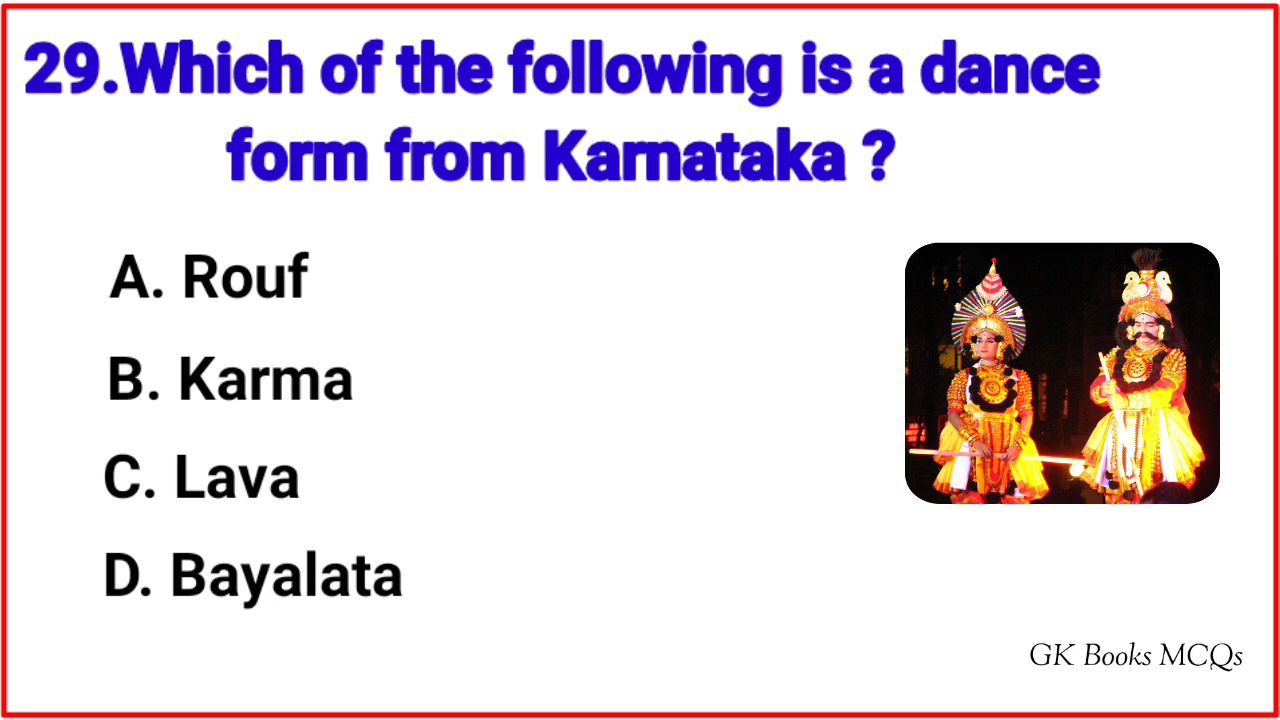 29.Which of the following is a dance
form from Karnataka ?
A. Rouf
B. Karma
C. Lava
D. Bayalata
GK Books MCQs